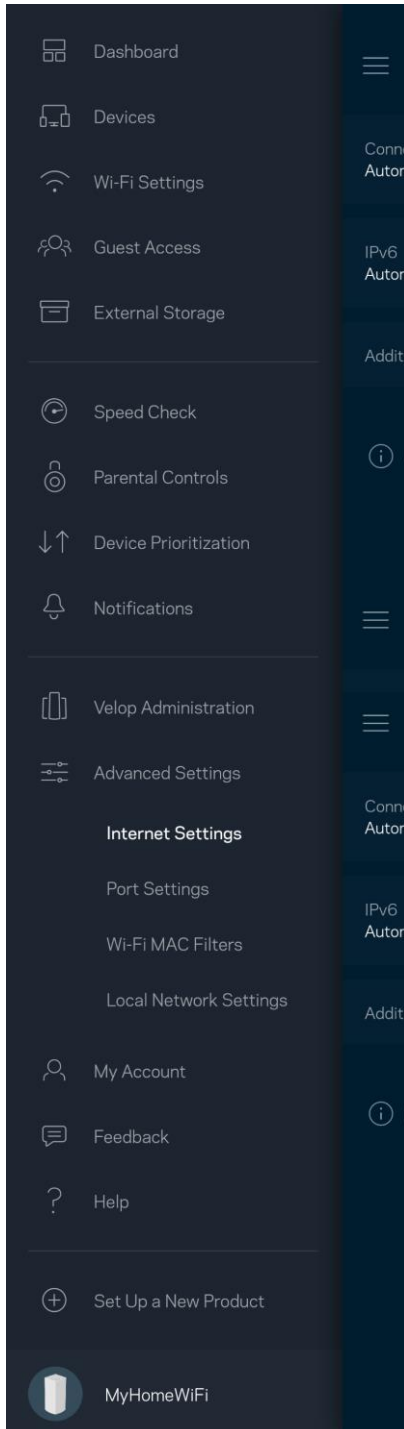 Dashboard
Devices
Wi-Fi Settings
Guest Access
External Storage
Speed Check
Parental Controls
Device Prioritization
Notifications
Velop Administration
Advanced Settings
Internet Settings
Port Settings
Wi-Fi MAC Filters
Local Network Settings
My Account
Feedback
Help
Set Up a New Product
MyHomeWiFi
IPv6
IPv6